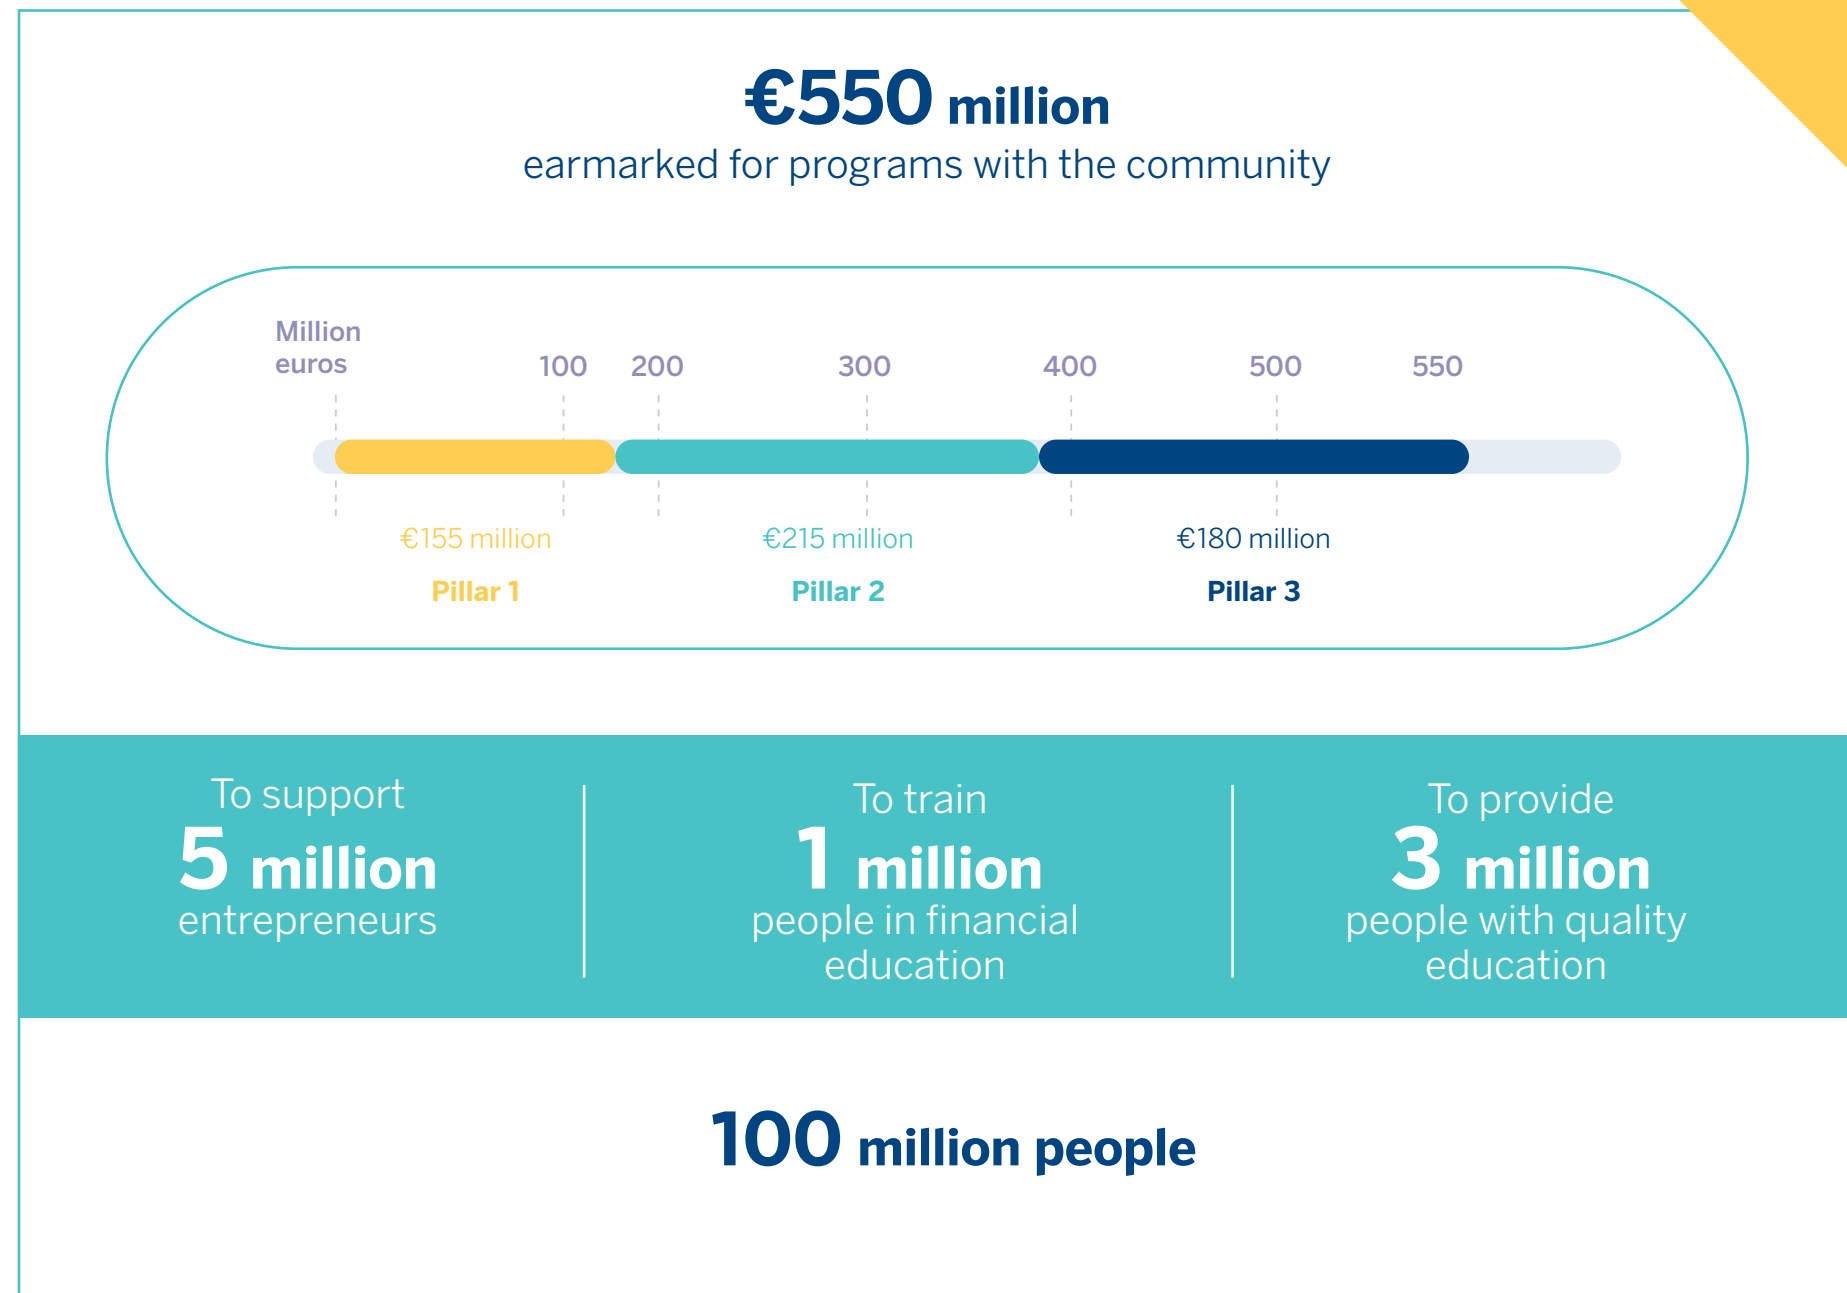 €550 million
earmarked for programs with the community
Million
euros
100 200 300 400 500 550
€155 million €215 million €180 million
Pillar 1 Pillar 2 Pillar 3
To support
5 million
entrepreneurs
To train
1 million
people in financial
education
To provide
3 million
people with quality
education
100 million people